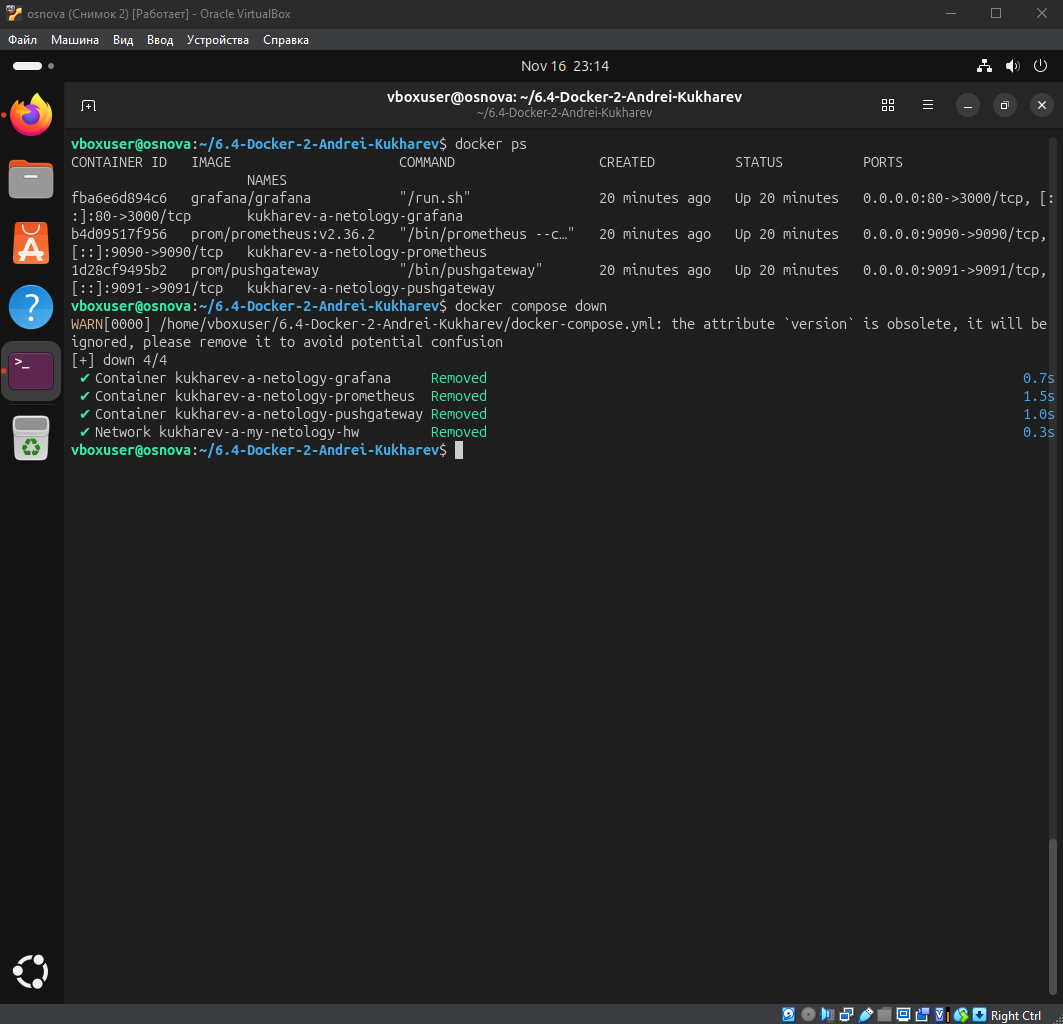 osnova (Снимок 2) [Работает] - Oracle VirtualBox
Файл Машина Вид Ввод Устройства Справка
Nov 16 23:14
vboxuser@osnova: ~/6.4-Docker-2-Andrei-Kukharev
~/6.4-Docker-2-Andrei-Kukharev
vboxuser@osnova:~/6.4-Docker-2-Andrei-Kukharev$ docker ps
CONTAINER ID IMAGE COMMAND CREATED STATUS PORTS
NAMES
fba6e6d894c6 grafana/grafana "/run.sh" 20 minutes ago Up 20 minutes 0.0.0.0:80->3000/tcp, [:
:]:80->3000/tcp kukharev-a-netology-grafana
b4d09517f956 prom/prometheus:v2.36.2 "/bin/prometheus --c…" 20 minutes ago Up 20 minutes 0.0.0.0:9090->9090/tcp,
[::]:9090->9090/tcp kukharev-a-netology-prometheus
1d28cf9495b2 prom/pushgateway "/bin/pushgateway" 20 minutes ago Up 20 minutes 0.0.0.0:9091->9091/tcp,
[::]:9091->9091/tcp kukharev-a-netology-pushgateway
vboxuser@osnova:~/6.4-Docker-2-Andrei-Kukharev$ docker compose down
WARN[0000] /home/vboxuser/6.4-Docker-2-Andrei-Kukharev/docker-compose.yml: the attribute `version` is obsolete, it will be
ignored, please remove it to avoid potential confusion
[+] down 4/4
✔ Container kukharev-a-netology-grafana Removed 0.7s
✔ Container kukharev-a-netology-prometheus Removed 1.5s
✔ Container kukharev-a-netology-pushgateway Removed 1.0s
✔ Network kukharev-a-my-netology-hw Removed 0.3s
vboxuser@osnova:~/6.4-Docker-2-Andrei-Kukharev$
Right Ctrl